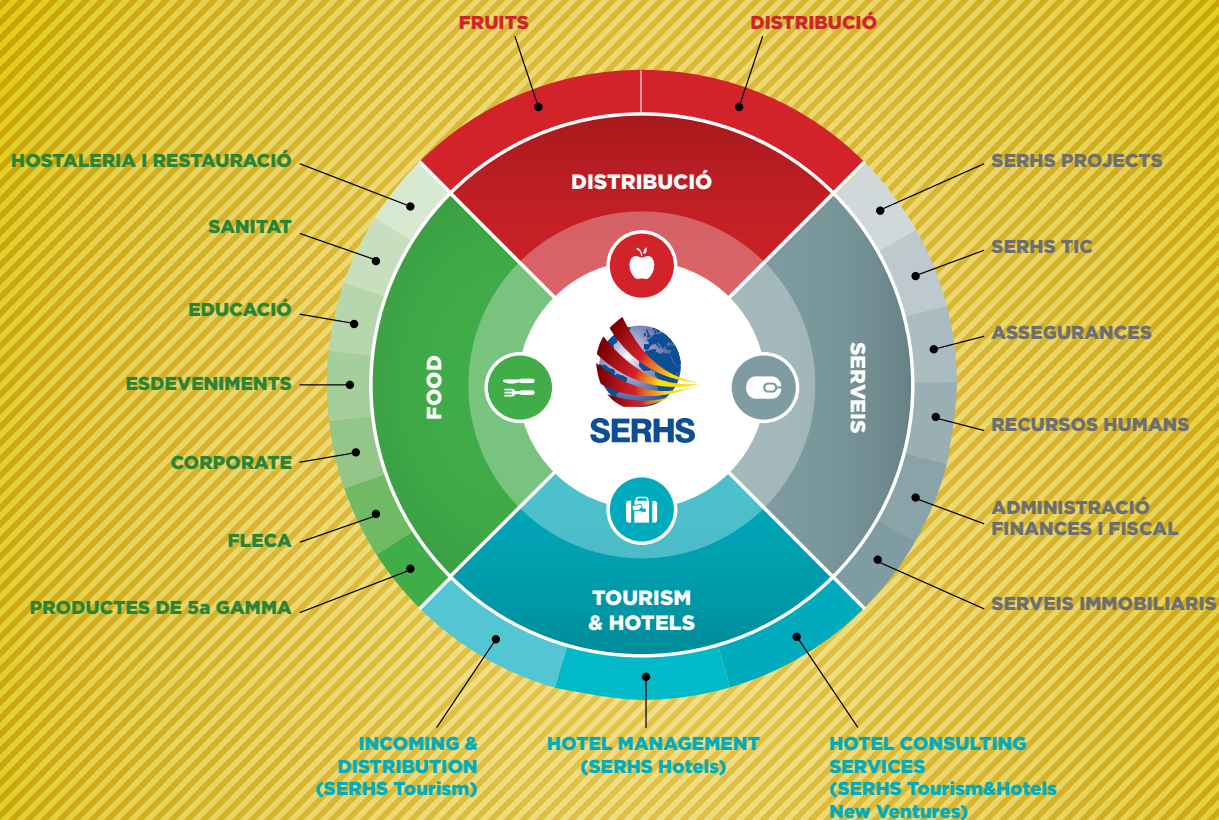 FRUITS
DISTRIBUCIÓ
HOSTALERIA I RESTAURACIÓ
SANITAT
EDUCACIÓ
ESDEVENIMENTS
CORPORATE
FLECA
PRODUCTES DE 5a GAMMA
DISTRIBUCIÓ
FOOD
SERHS
SERVEIS
TOURISM
& HOTELS
SERHS PROJECTS
SERHS TIC
ASSEGURANCES
RECURSOS HUMANS
ADMINISTRACIÓ
FINANCES I FISCAL
SERVEIS IMMOBILIARIS
INCOMING &
DISTRIBUTION
(SERHS Tourism)
HOTEL MANAGEMENT
(SERHS Hotels)
HOTEL CONSULTING
SERVICES
(SERHS Tourism&Hotels
New Ventures)